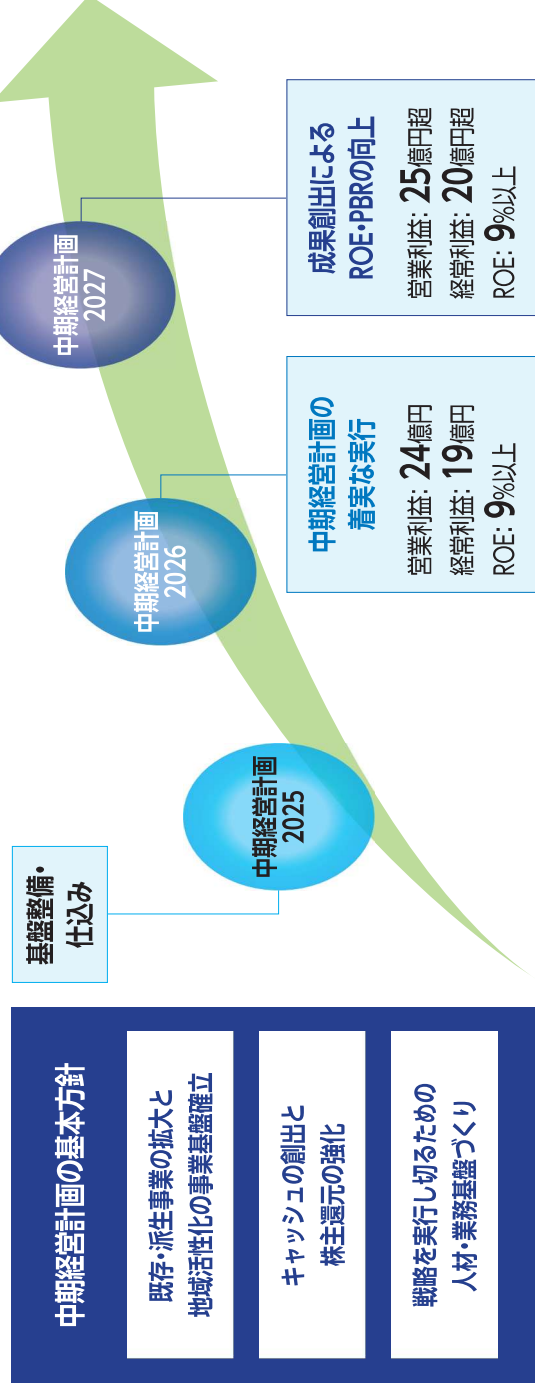 中期経営計画の基本方針
既存・派生事業の拡大と
地域活性化の事業基盤確立
キャッシュの創出と
株主還元の強化
戦略を実行し切るための
人材・業務基盤づくり
基盤整備・
仕込み
中期経営計画
2025
中期経営計画
2026
中期経営計画の
着実な実行
営業利益：24億円
経常利益：19億円
ROE：9%以上
中期経営計画
2027
成果創出による
ROE・PBRの向上
営業利益：25億円超
経常利益：20億円超
ROE：9%以上